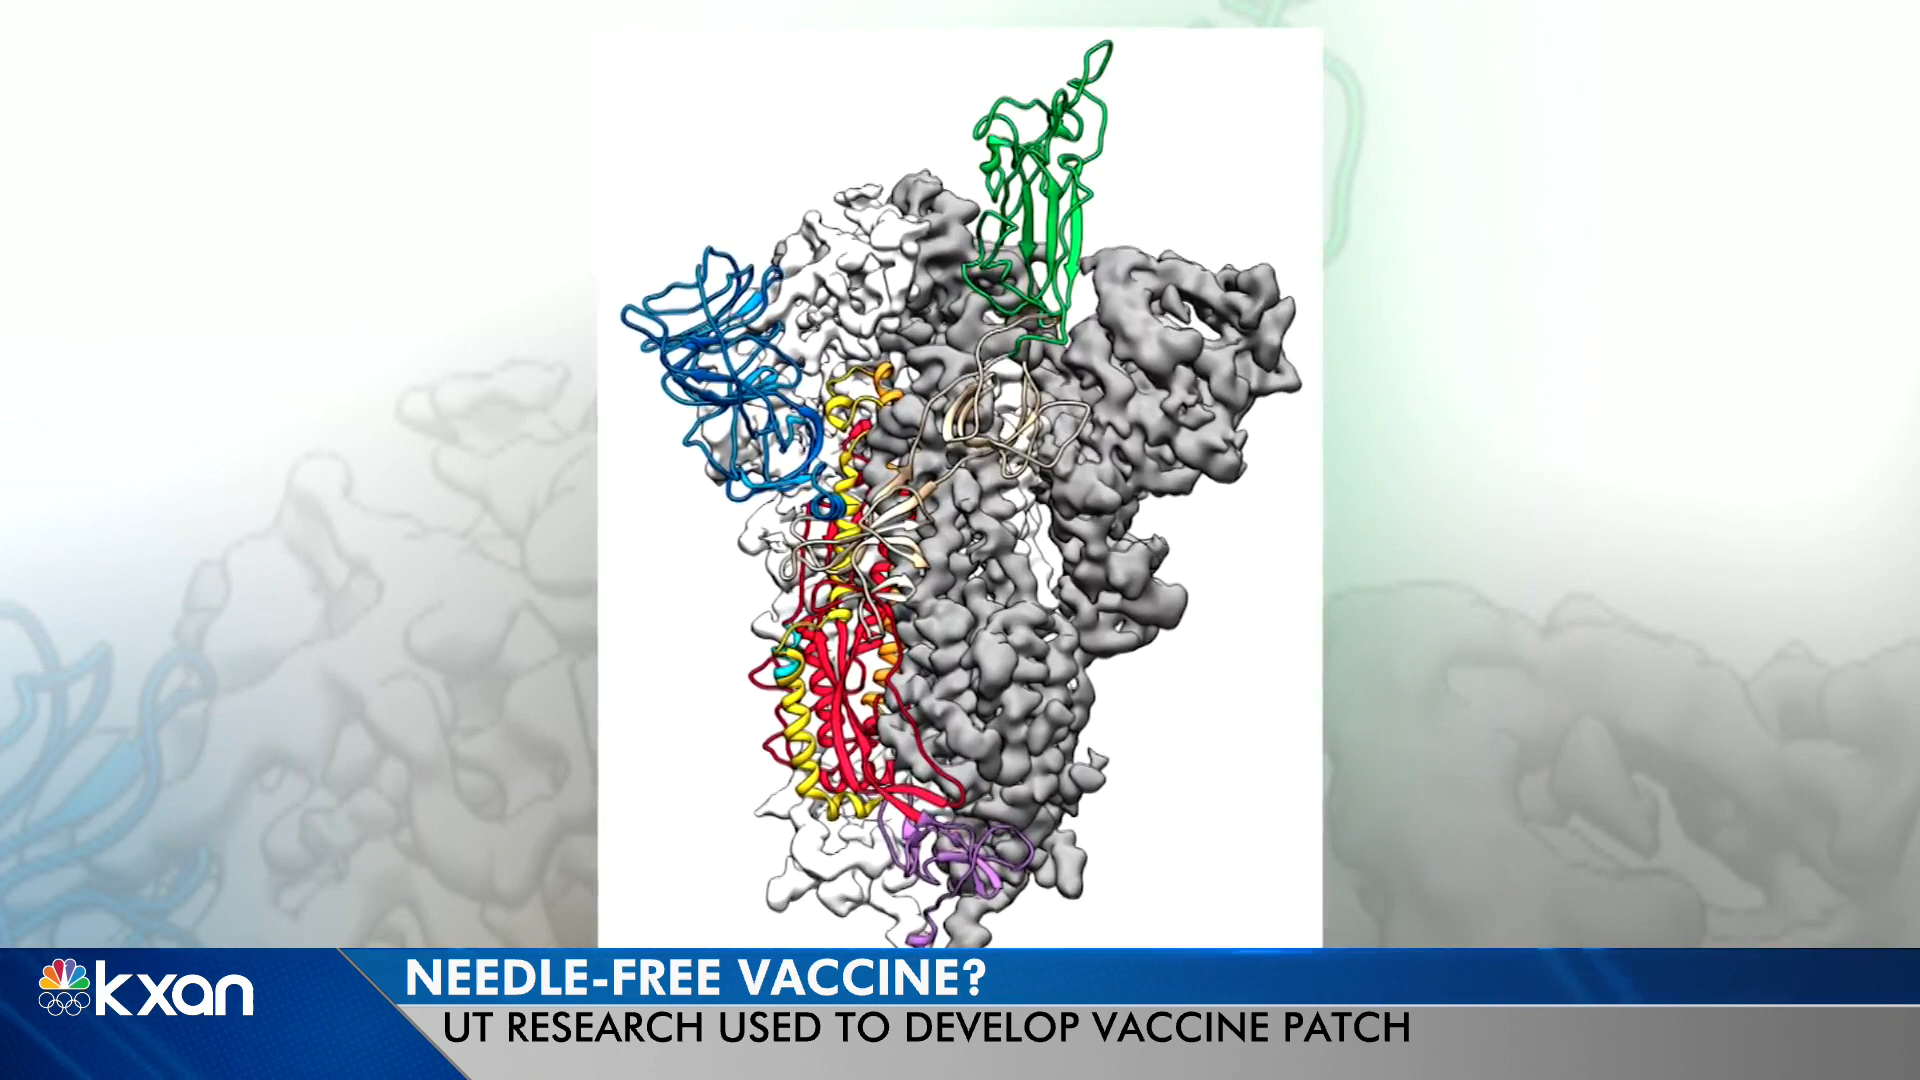 kxan
NEEDLE-FREE VACCINE?
UT RESEARCH USED TO DEVELOP VACCINE PATCH